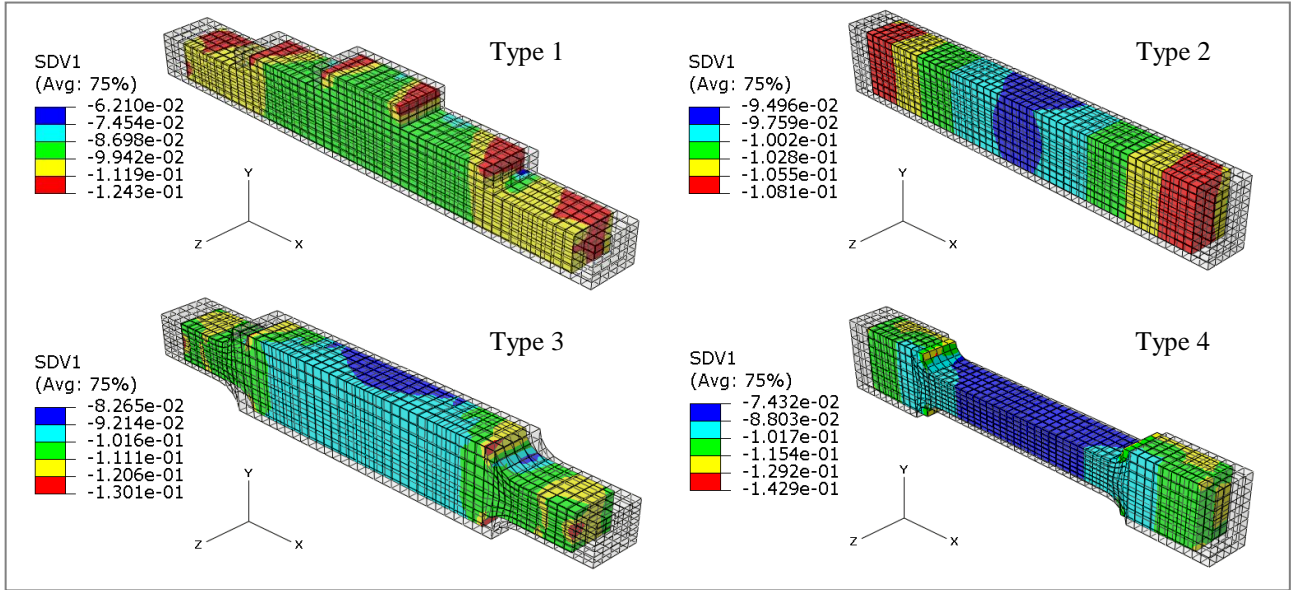 Type 1
SDV1
(Avg: 75%)
-6.210e-02
-7.454e-02
-8.698e-02
-9.942e-02
-1.119e-01
-1.243e-01
Y
Z
X
Type 2
SDV1
(Avg: 75%)
-9.496e-02
-9.759e-02
-1.002e-01
-1.028e-01
-1.055e-01
-1.081e-01
Y
Z
X
Type 3
SDV1
(Avg: 75%)
-8.265e-02
-9.214e-02
-1.016e-01
-1.111e-01
-1.206e-01
-1.301e-01
Y
Z
X
Type 4
SDV1
(Avg: 75%)
-7.432e-02
-8.803e-02
-1.017e-01
-1.154e-01
-1.292e-01
-1.429e-01
Y
Z
X